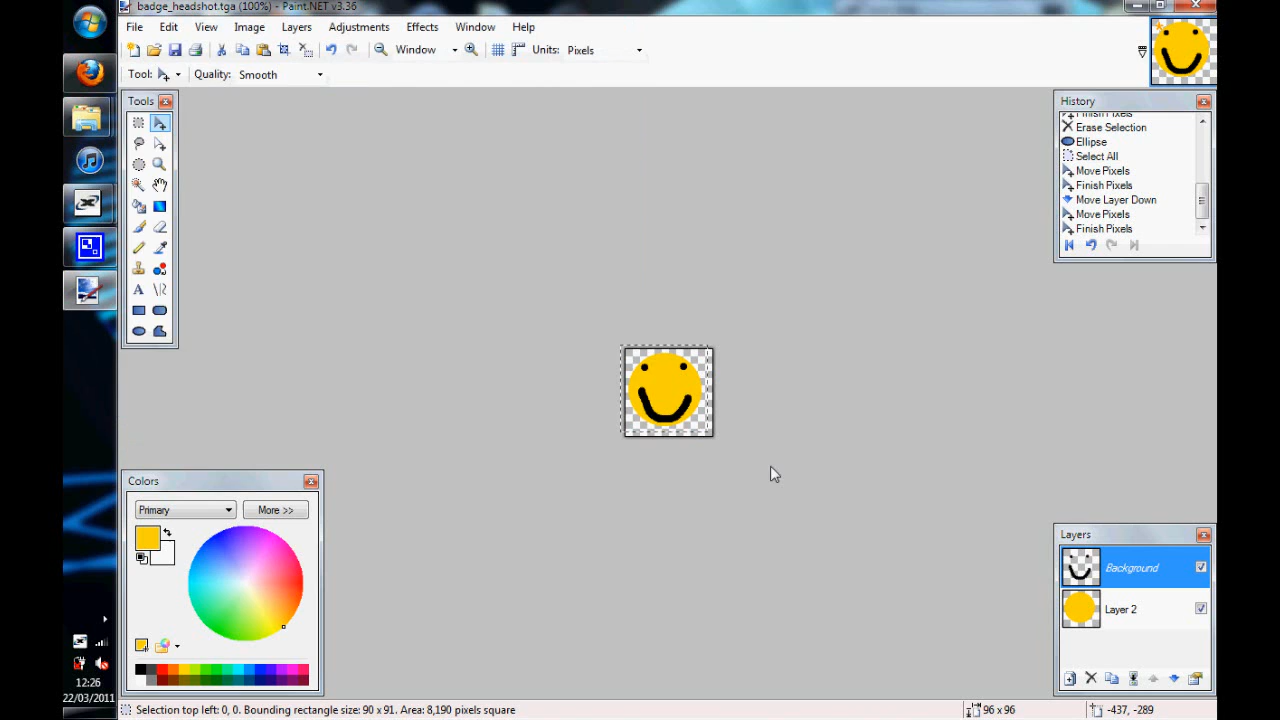 badge_headshot.tga (100%) - Paint.NET v3.36
File Edit View Image Layers Adjustments Effects Window Help
Window Units: Pixels
Tool: Quality: Smooth
Tools
History
Finish Pixels
Erase Selection
Ellipse
Select All
Move Pixels
Finish Pixels
Move Layer Down
Move Pixels
Finish Pixels
Colors
Primary More >>
Layers
Background
Layer 2
12:26
22/03/2011
Selection top left: 0, 0. Bounding rectangle size: 90 x 91. Area: 8,190 pixels square 96 x 96 -437, -289